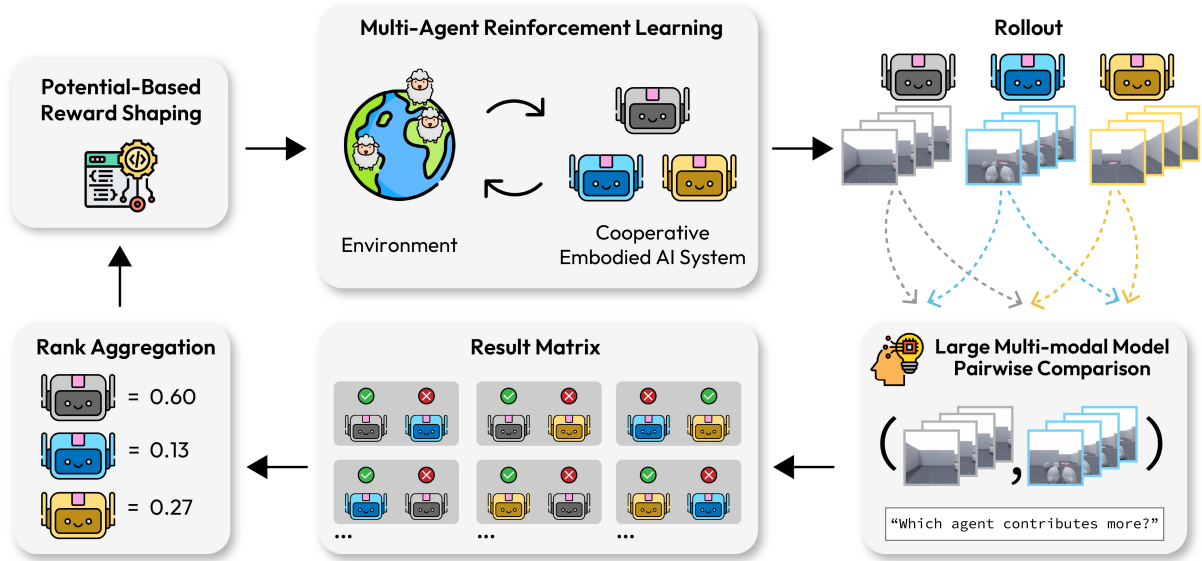 Potential-Based
Reward Shaping
Multi-Agent Reinforcement Learning
Environment
Cooperative
Embodied AI System
Rollout
Large Multi-modal Model
Pairwise Comparison
( , )
“Which agent contributes more?”
Result Matrix
...
...
...
Rank Aggregation
= 0.60
= 0.13
= 0.27